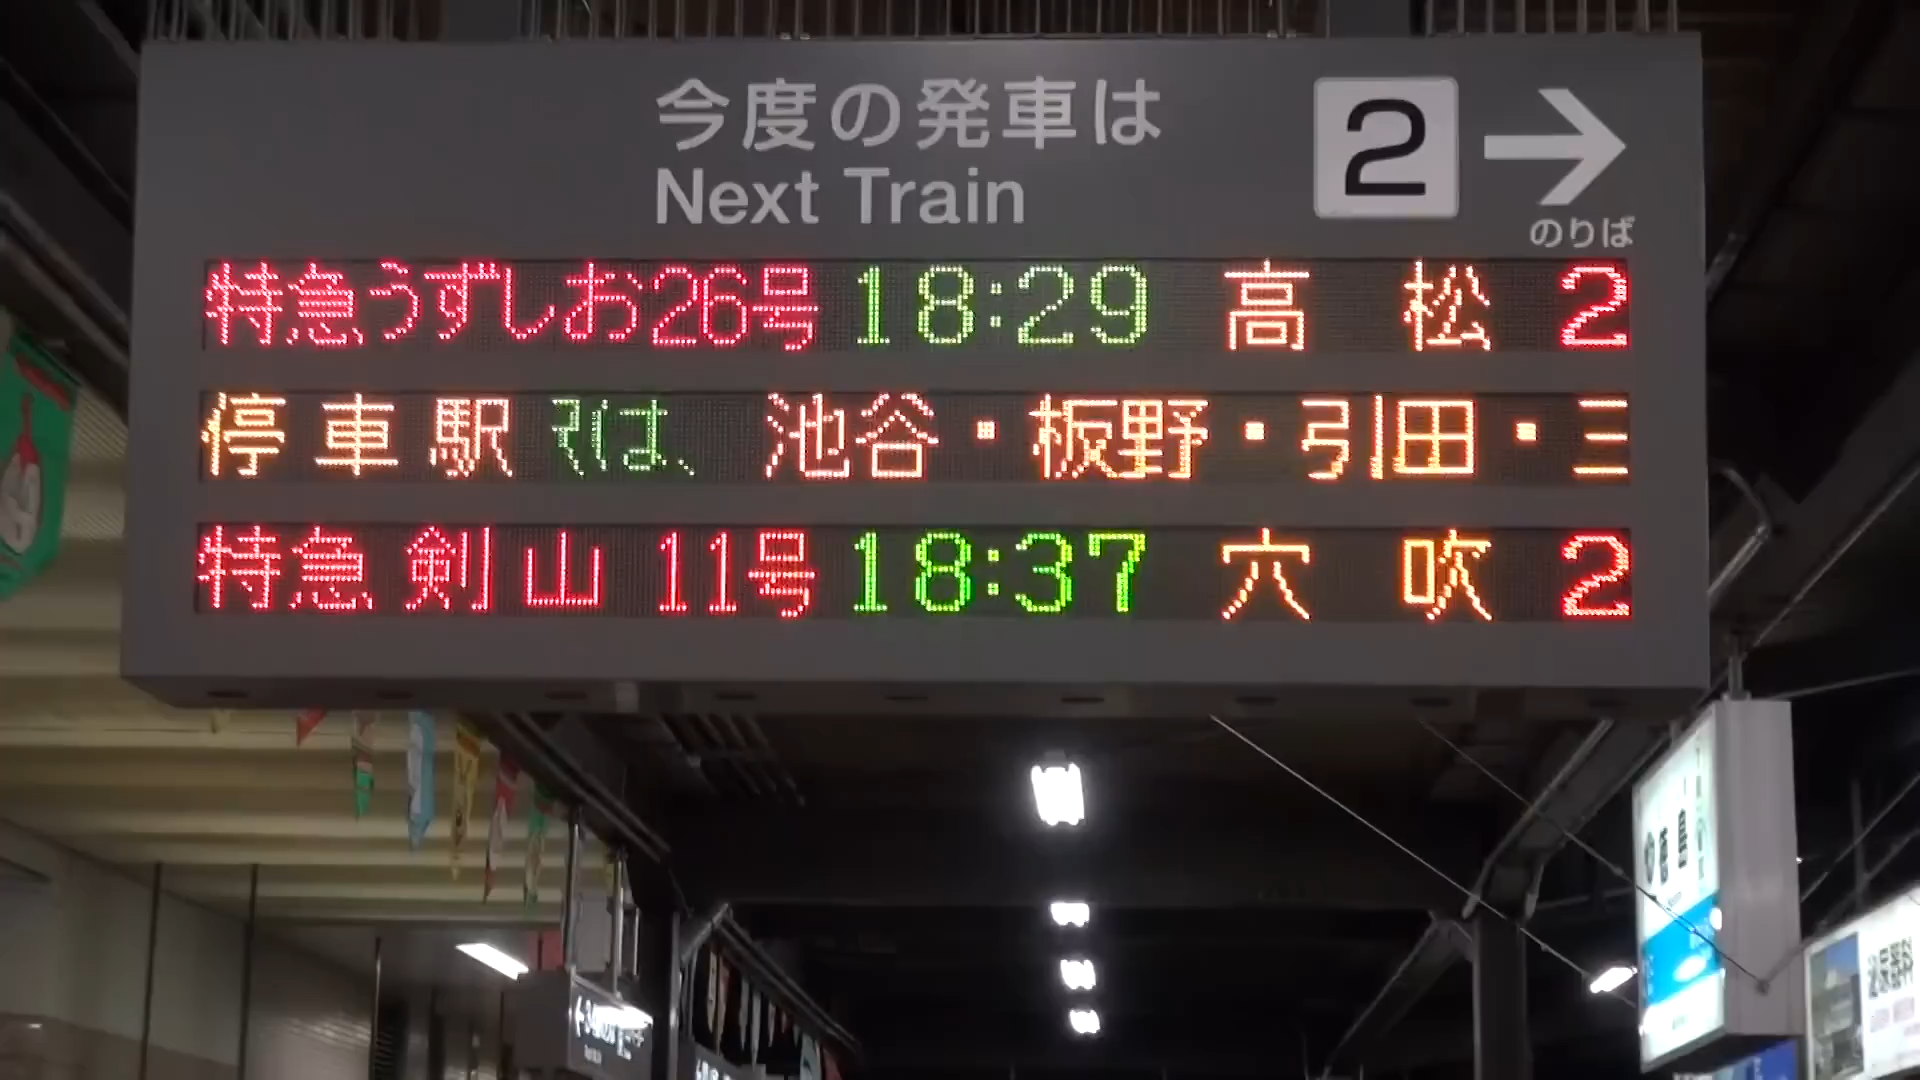 今度の発車は
Next Train
2
のりば
特急うずしお26号 18:29 高松 2
停車駅は、 池谷・板野・引田・三
特急 剣山 11号 18:37 穴吹 2